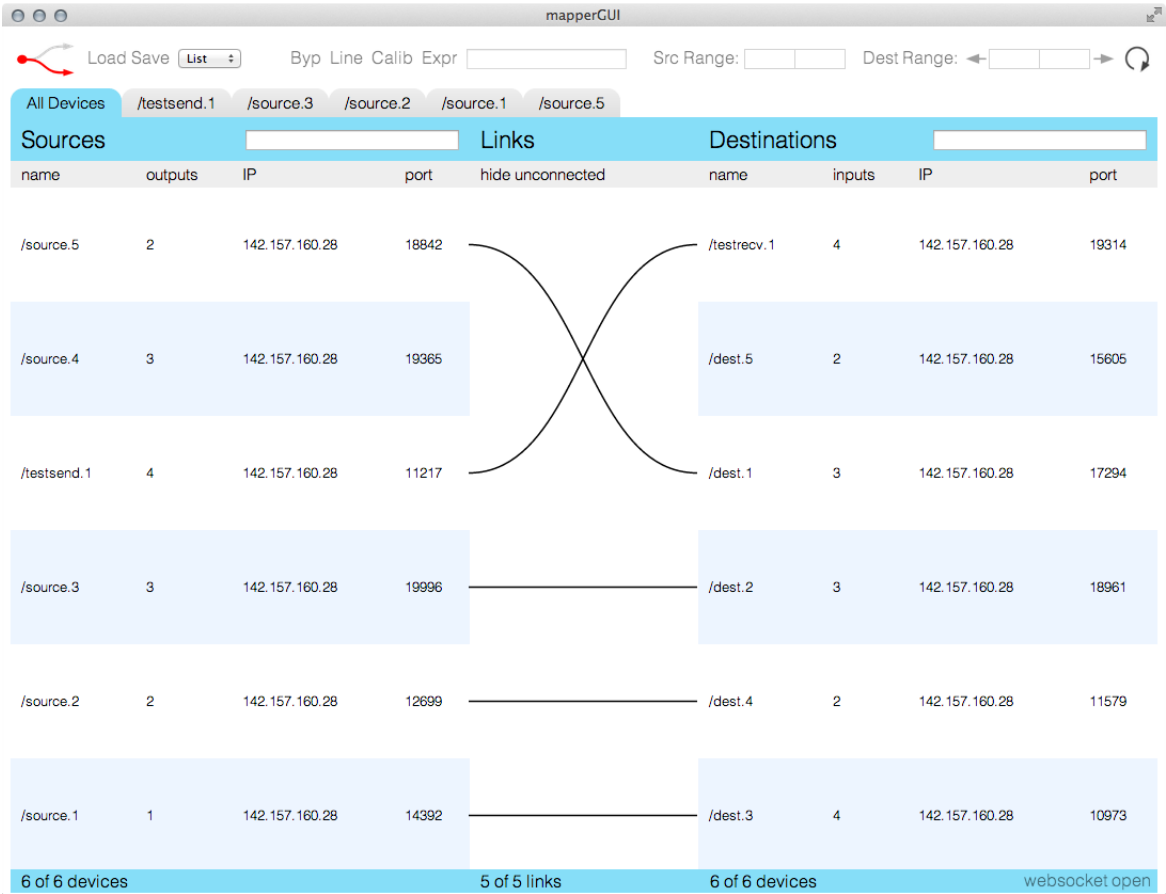 mapperGUI
Load Save List Byp Line Calib Expr Src Range: Dest Range:
All Devices /testsend.1 /source.3 /source.2 /source.1 /source.5
Sources Links Destinations
name outputs IP port hide unconnected name inputs IP port
/source.5 2 142.157.160.28 18842 /testrecv.1 4 142.157.160.28 19314
/source.4 3 142.157.160.28 19365 /dest.5 2 142.157.160.28 15605
/testsend.1 4 142.157.160.28 11217 /dest.1 3 142.157.160.28 17294
/source.3 3 142.157.160.28 19996 /dest.2 3 142.157.160.28 18961
/source.2 2 142.157.160.28 12699 /dest.4 2 142.157.160.28 11579
/source.1 1 142.157.160.28 14392 /dest.3 4 142.157.160.28 10973
6 of 6 devices 5 of 5 links 6 of 6 devices websocket open